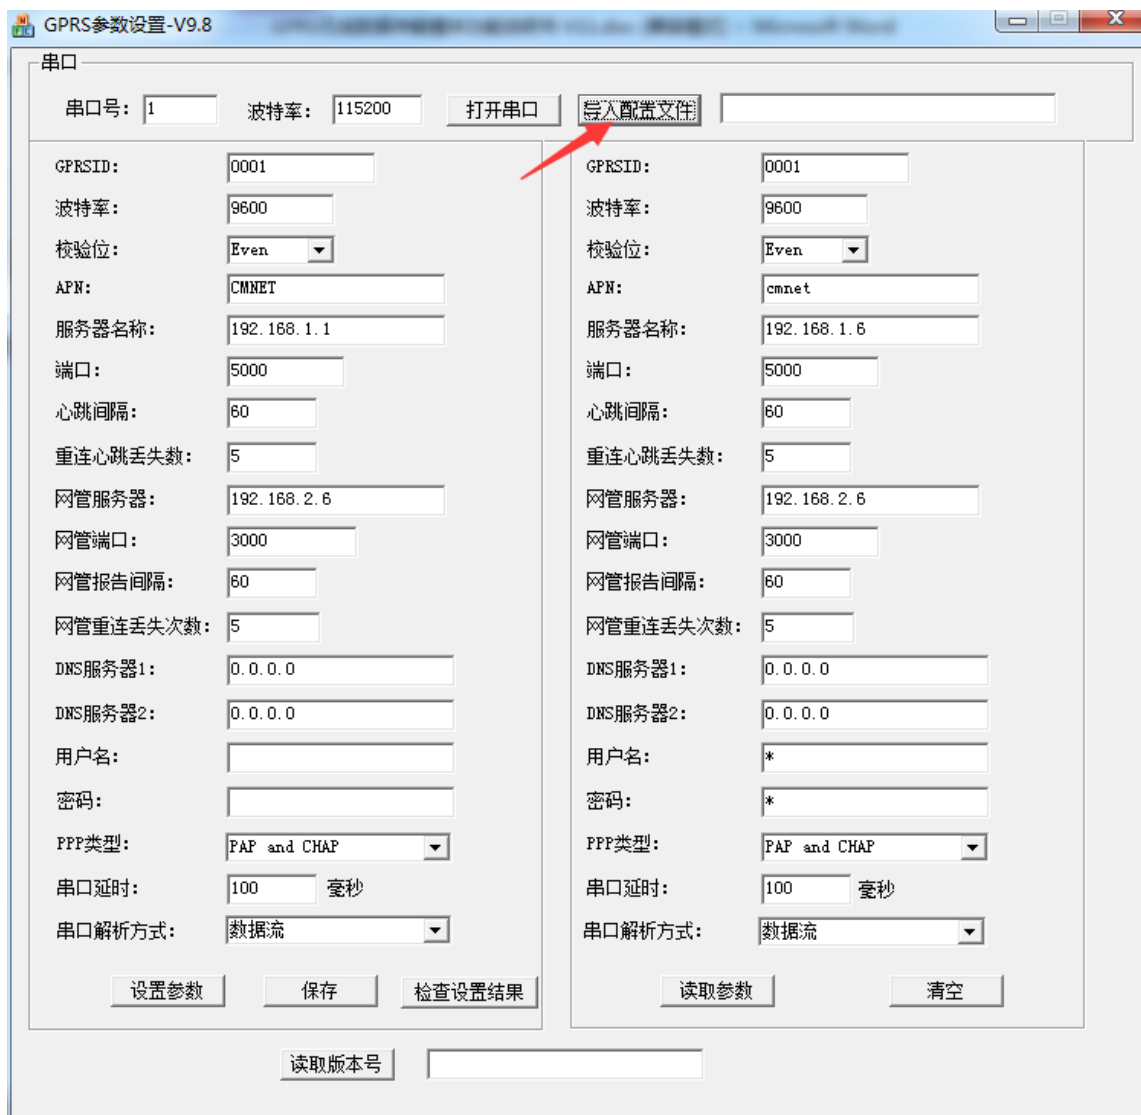 GPRS参数设置-V9.8
串口
串口号: 1 波特率: 115200 打开串口 导入配置文件
GPRSID: 0001
波特率: 9600
校验位: Even
APN: CMNET
服务器名称: 192.168.1.1
端口: 5000
心跳间隔: 60
重连心跳丢失数: 5
网管服务器: 192.168.2.6
网管端口: 3000
网管报告间隔: 60
网管重连丢失次数: 5
DNS服务器1: 0.0.0.0
DNS服务器2: 0.0.0.0
用户名:
密码:
PPP类型: PAP and CHAP
串口延时: 100 毫秒
串口解析方式: 数据流
设置参数 保存 检查设置结果
GPRSID: 0001
波特率: 9600
校验位: Even
APN: cmnet
服务器名称: 192.168.1.6
端口: 5000
心跳间隔: 60
重连心跳丢失数: 5
网管服务器: 192.168.2.6
网管端口: 3000
网管报告间隔: 60
网管重连丢失次数: 5
DNS服务器1: 0.0.0.0
DNS服务器2: 0.0.0.0
用户名: *
密码: *
PPP类型: PAP and CHAP
串口延时: 100 毫秒
串口解析方式: 数据流
读取参数 清空
读取版本号